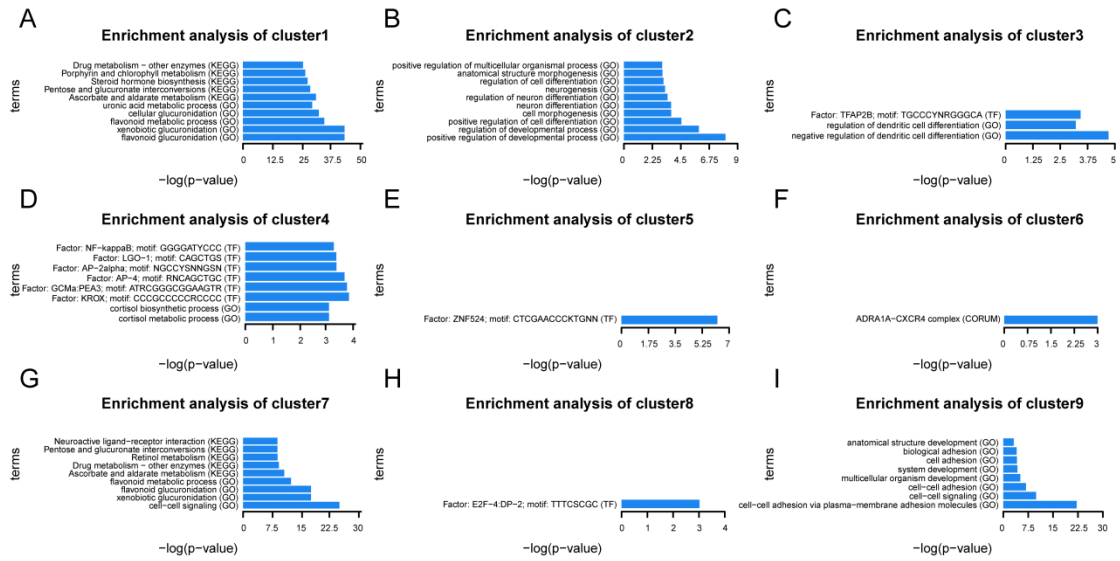 A
Enrichment analysis of cluster1
terms
Drug metabolism − other enzymes (KEGG)
Porphyrin and chlorophyll metabolism (KEGG)
Steroid hormone biosynthesis (KEGG)
Pentose and glucuronate interconversions (KEGG)
Ascorbate and aldarate metabolism (KEGG)
uronic acid metabolic process (GO)
cellular glucuronidation (GO)
flavonoid metabolic process (GO)
xenobiotic glucuronidation (GO)
flavonoid glucuronidation (GO)
0 12.5 25 37.5 50
−log(p−value)
B
Enrichment analysis of cluster2
terms
positive regulation of multicellular organismal process (GO)
anatomical structure morphogenesis (GO)
regulation of cell differentiation (GO)
neurogenesis (GO)
regulation of neuron differentiation (GO)
neuron differentiation (GO)
cell morphogenesis (GO)
positive regulation of cell differentiation (GO)
regulation of developmental process (GO)
positive regulation of developmental process (GO)
0 2.25 4.5 6.75 9
−log(p−value)
C
Enrichment analysis of cluster3
terms
Factor: TFAP2B; motif: TGCCCYNRGGGCA (TF)
regulation of dendritic cell differentiation (GO)
negative regulation of dendritic cell differentiation (GO)
0 1.25 2.5 3.75 5
−log(p−value)
D
Enrichment analysis of cluster4
terms
Factor: NF−kappaB; motif: GGGGATYCCC (TF)
Factor: LGO−1; motif: CAGCTGS (TF)
Factor: AP−2alpha; motif: NGCCYSNNGSN (TF)
Factor: AP−4; motif: RNCAGCTGC (TF)
Factor: GCMa:PEA3; motif: ATRCGGGCGGAAGTR (TF)
Factor: KROX; motif: CCCGCCCCCRCCCC (TF)
cortisol biosynthetic process (GO)
cortisol metabolic process (GO)
0 1 2 3 4
−log(p−value)
E
Enrichment analysis of cluster5
terms
Factor: ZNF524; motif: CTCGAACCCKTGNN (TF)
0 1.75 3.5 5.25 7
−log(p−value)
F
Enrichment analysis of cluster6
terms
ADRA1A−CXCR4 complex (CORUM)
0 0.75 1.5 2.25 3
−log(p−value)
G
Enrichment analysis of cluster7
terms
Neuroactive ligand−receptor interaction (KEGG)
Pentose and glucuronate interconversions (KEGG)
Retinol metabolism (KEGG)
Drug metabolism − other enzymes (KEGG)
Ascorbate and aldarate metabolism (KEGG)
flavonoid metabolic process (GO)
flavonoid glucuronidation (GO)
xenobiotic glucuronidation (GO)
cell−cell signaling (GO)
0 7.5 15 22.5 30
−log(p−value)
H
Enrichment analysis of cluster8
terms
Factor: E2F−4:DP−2; motif: TTTCSCGC (TF)
0 1 2 3 4
−log(p−value)
I
Enrichment analysis of cluster9
terms
anatomical structure development (GO)
biological adhesion (GO)
cell adhesion (GO)
system development (GO)
multicellular organism development (GO)
cell−cell adhesion (GO)
cell−cell signaling (GO)
cell−cell adhesion via plasma−membrane adhesion molecules (GO)
0 7.5 15 22.5 30
−log(p−value)